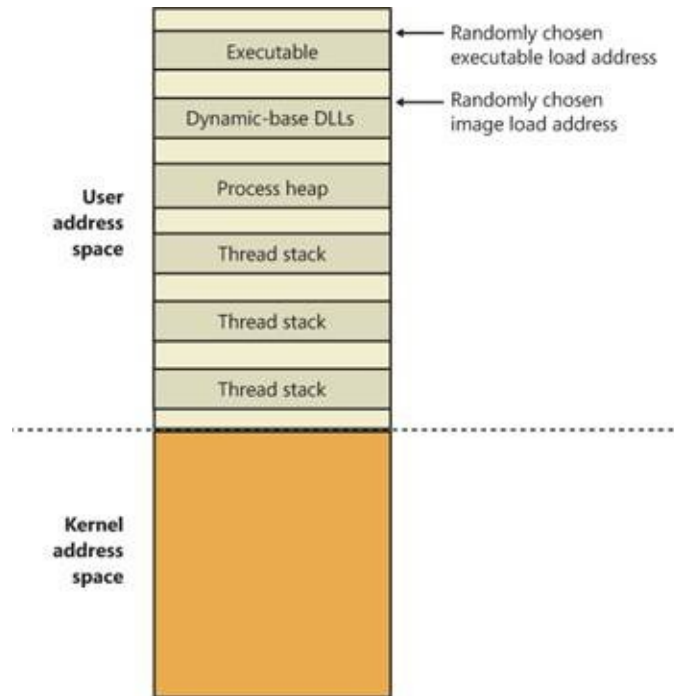 Randomly chosen
executable load address
Executable
Randomly chosen
image load address
Dynamic-base DLLs
Process heap
User
address
space
Thread stack
Thread stack
Thread stack
Kernel
address
space